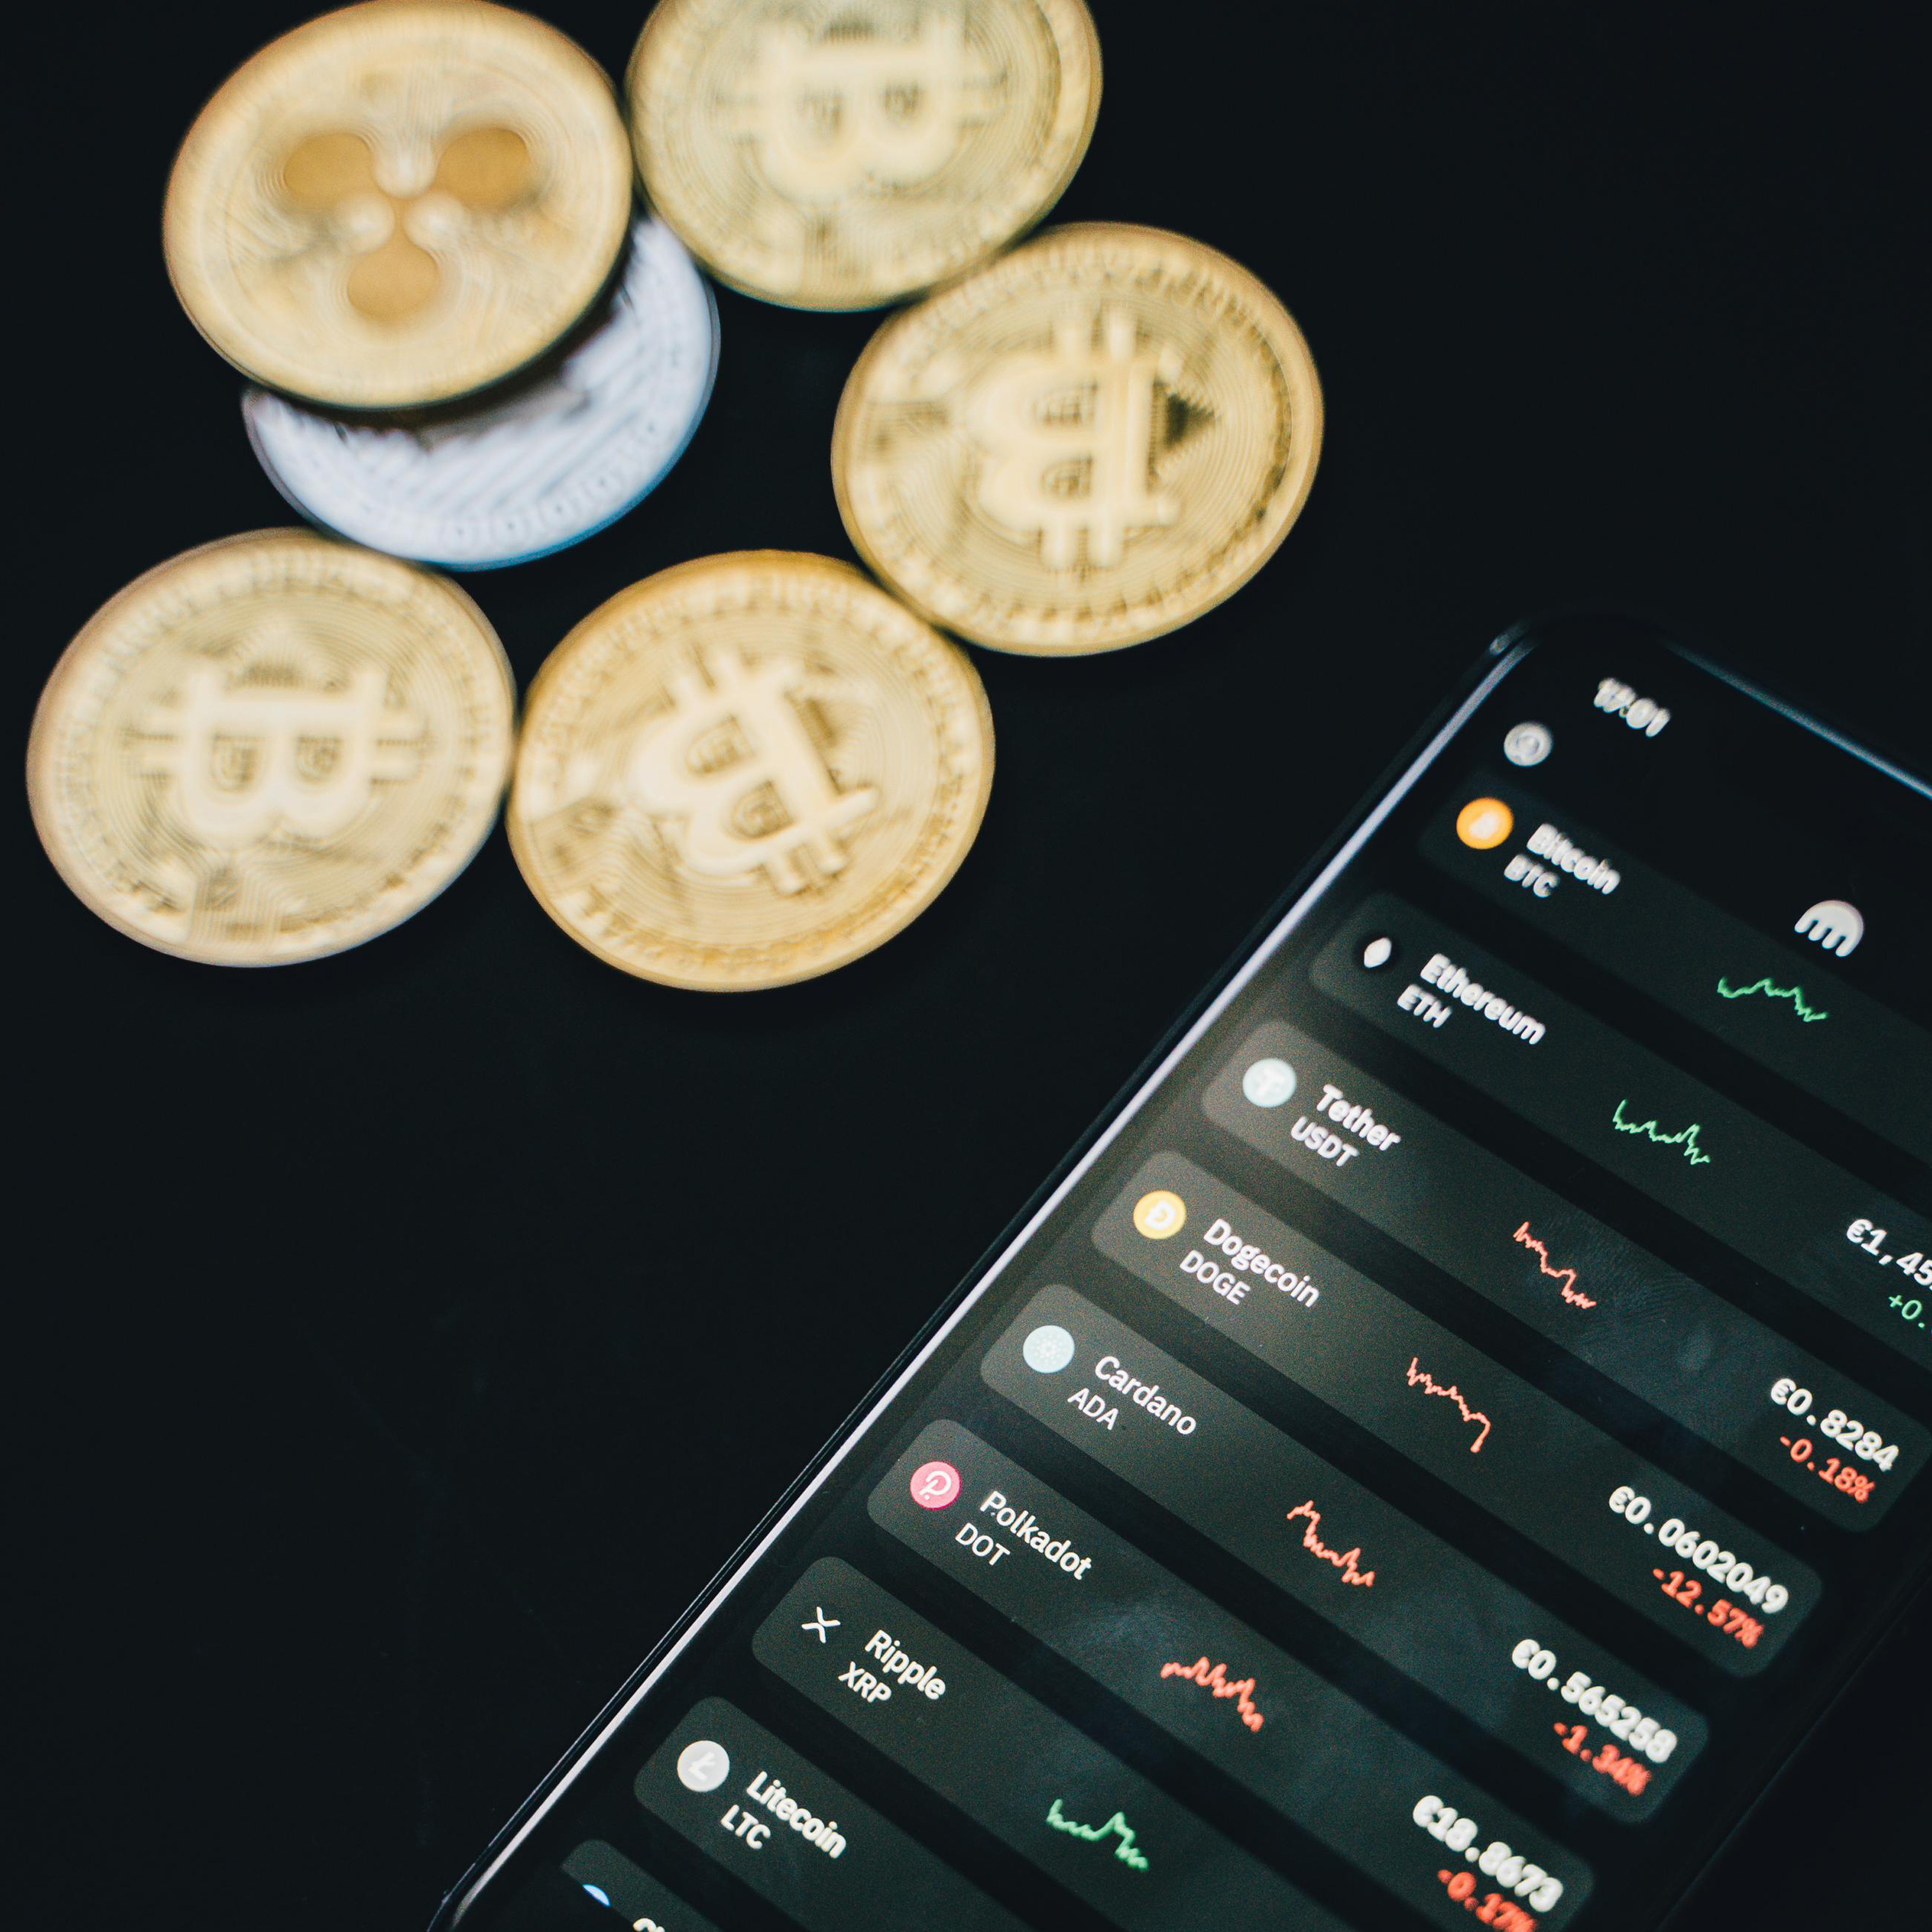 17:01
Bitcoin
BTC
Ethereum
ETH
€1,45
+0.
Tether
USDT
€0.8284
-0.18%
Dogecoin
DOGE
€0.0602049
-12.57%
Cardano
ADA
€0.565258
-1.34%
Polkadot
DOT
€18.8673
-0.17%
Ripple
XRP
Litecoin
LTC